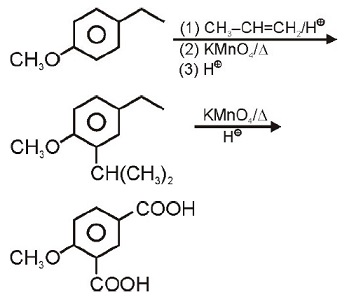 (1) CH₃–CH=CH₂/H⊕
(2) KMnO₄/Δ
(3) H⊕
CH₃O
KMnO₄/Δ
H⊕
CH₃O
CH(CH₃)₂
COOH
CH₃O
COOH